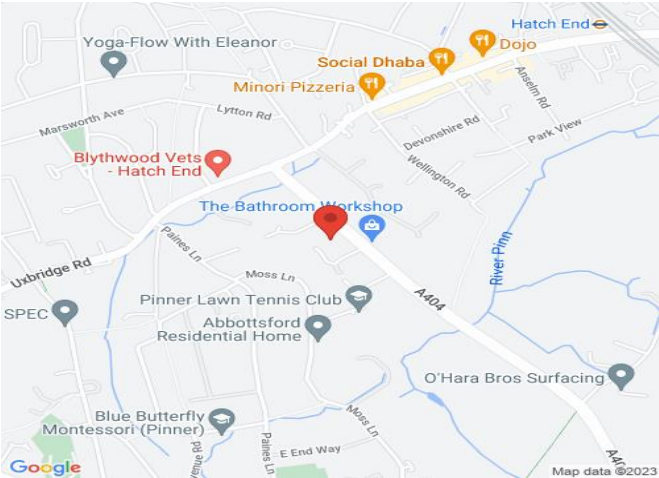 Hatch End
Yoga-Flow With Eleanor
Dojo
Social Dhaba
Minori Pizzeria
Anselm Rd
Marsworth Ave
Lytton Rd
Devonshire Rd
Park View
Blythwood Vets
- Hatch End
Wellington Rd
The Bathroom Workshop
Paines Ln
River Pinn
Uxbridge Rd
Moss Ln
Pinner Lawn Tennis Club
A404
SPEC
Abbottsford
Residential Home
O'Hara Bros Surfacing
Blue Butterfly
Montessori (Pinner)
Moss Ln
Paines Ln
E End Way
venue Rd
Google
Map data ©2023